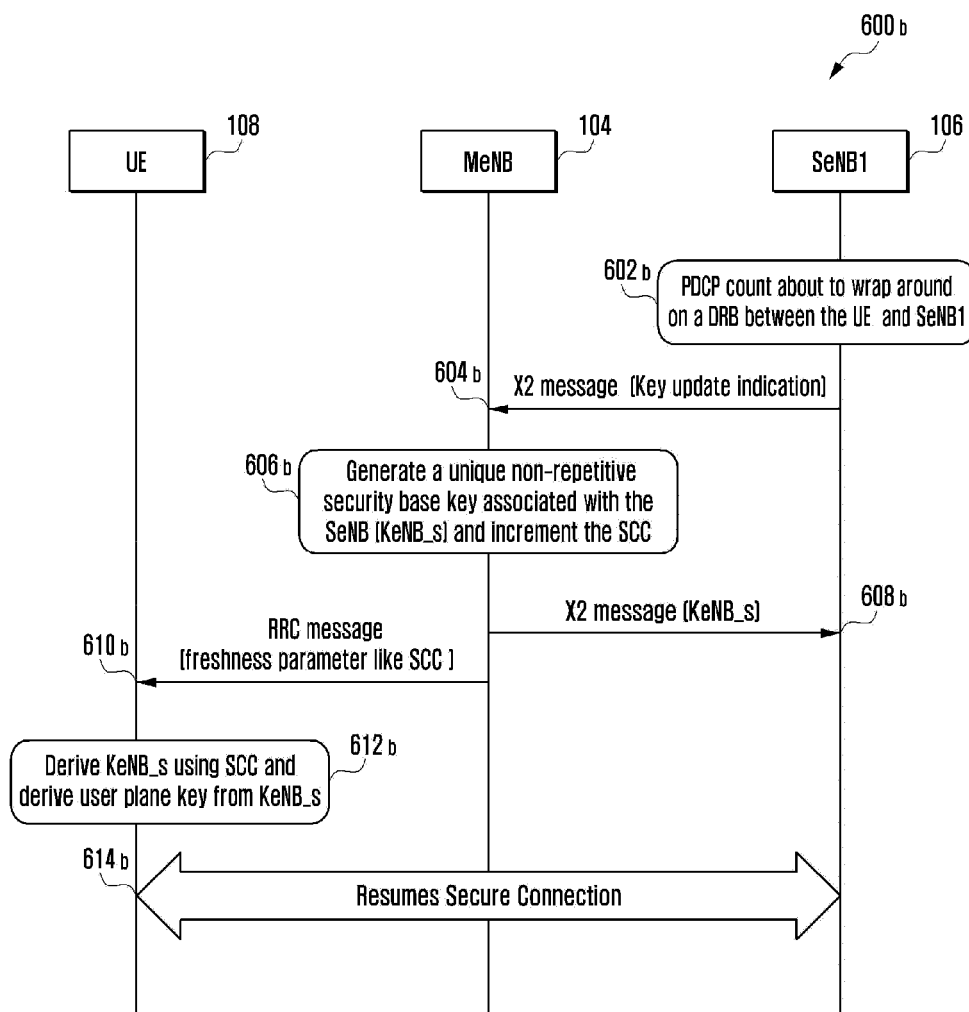 600 b
108
104
106
UE
MeNB
SeNB1
602 b
PDCP count about to wrap around
on a DRB between the UE and SeNB1
604 b
X2 message (Key update indication)
606 b
Generate a unique non-repetitive
security base key associated with the
SeNB (KeNB_s) and increment the SCC
608 b
X2 message (KeNB_s)
RRC message
(freshness parameter like SCC )
610 b
612 b
Derive KeNB_s using SCC and
derive user plane key from KeNB_s
614 b
Resumes Secure Connection